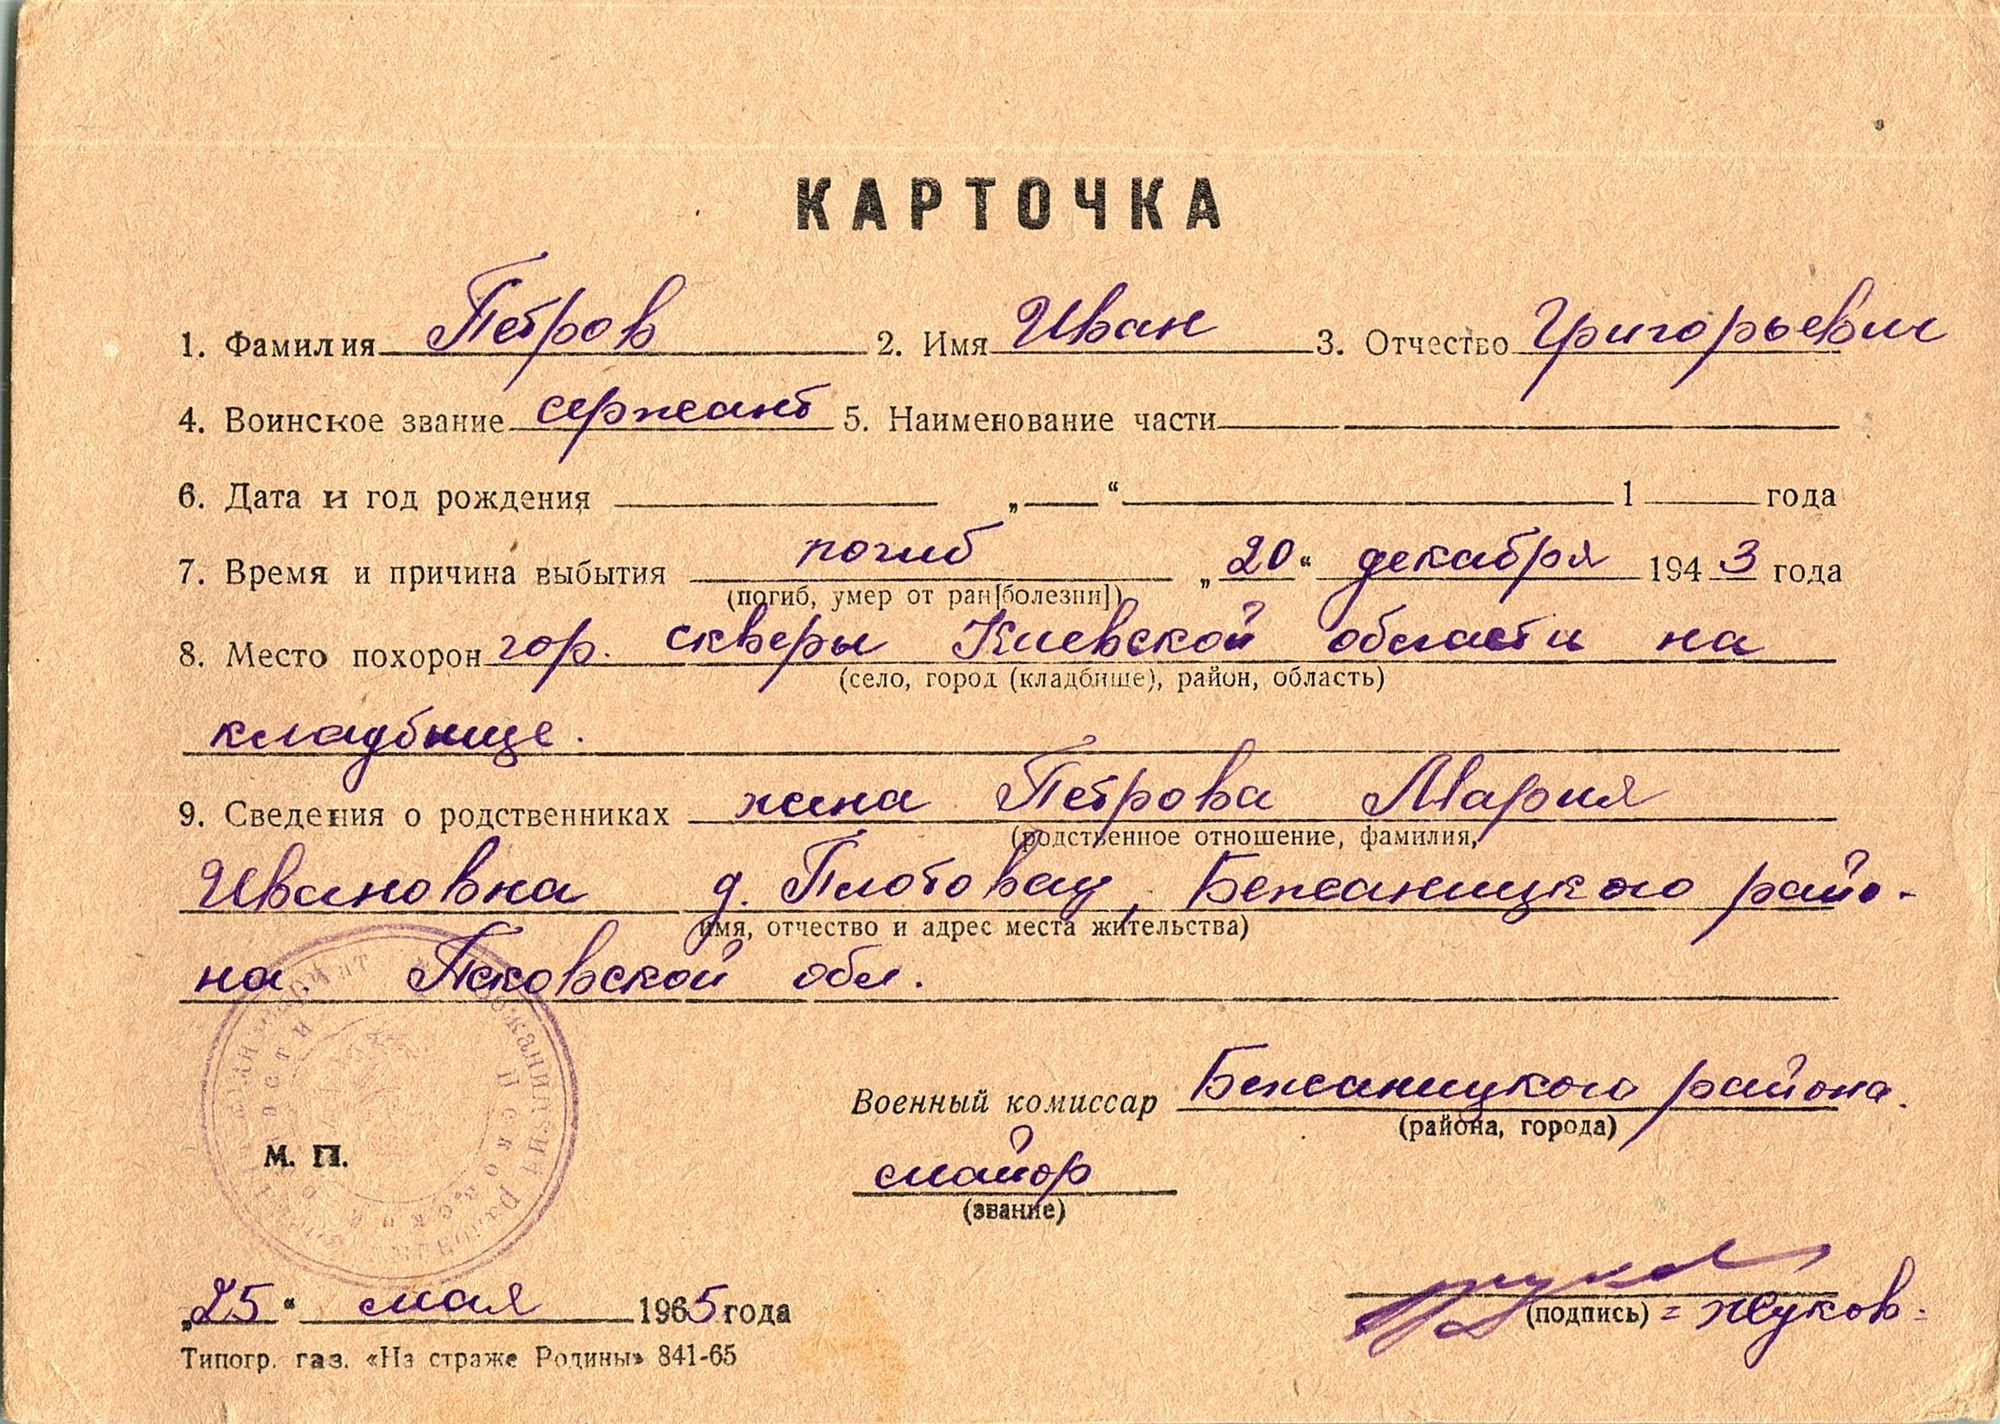 КАРТОЧКА
1. Фамилия Петров 2. Имя Иван 3. Отчество Григорьевич
4. Воинское звание сержант 5. Наименование части
6. Дата и год рождения „ “ 1 года
7. Время и причина выбытия погиб „20“ декабря 1943 года
(погиб, умер от ран[болезни])
8. Место похорон гор. скверы Киевской области на
(село, город (кладбище), район, область)
кладбище.
9. Сведения о родственниках жена Петрова Мария
(родственное отношение, фамилия,
Ивановна д. Плотовец, Бежаницкого райо-
имя, отчество и адрес места жительства)
на Псковской обл.
Военный комиссар Бежаницкого района.
(района, города)
М. П.
майор
(звание)
(подпись) = Жуков-
„25“ мая 1965 года
Типогр. газ. «На страже Родины» 841-65